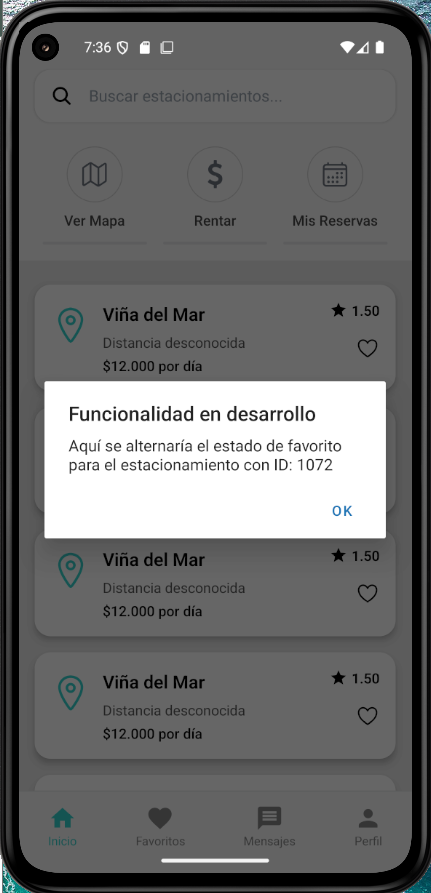 7:36
Buscar estacionamientos...
Ver Mapa
Rentar
Mis Reservas
Viña del Mar
1.50
Distancia desconocida
$12.000 por día
Funcionalidad en desarrollo
Aquí se alternaría el estado de favorito
para el estacionamiento con ID: 1072
OK
Viña del Mar
1.50
Distancia desconocida
$12.000 por día
Viña del Mar
1.50
Distancia desconocida
$12.000 por día
Inicio
Favoritos
Mensajes
Perfil